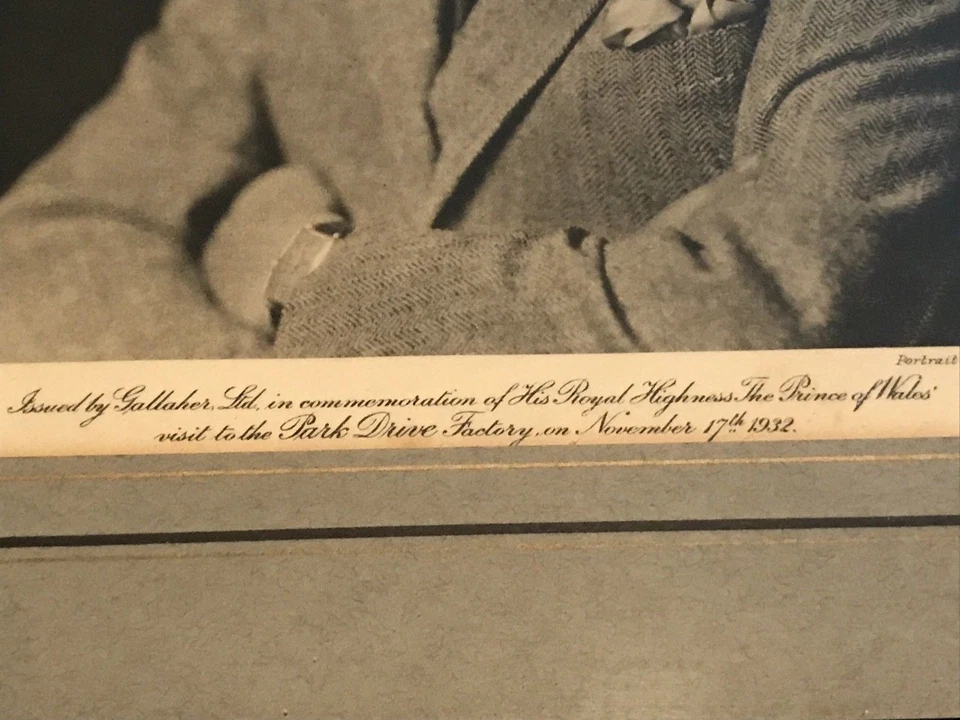 Portrait
Issued by Gallaher, Ltd. in commemoration of His Royal Highness The Prince of Wales'
visit to the Park Drive Factory, on November 17th 1932.